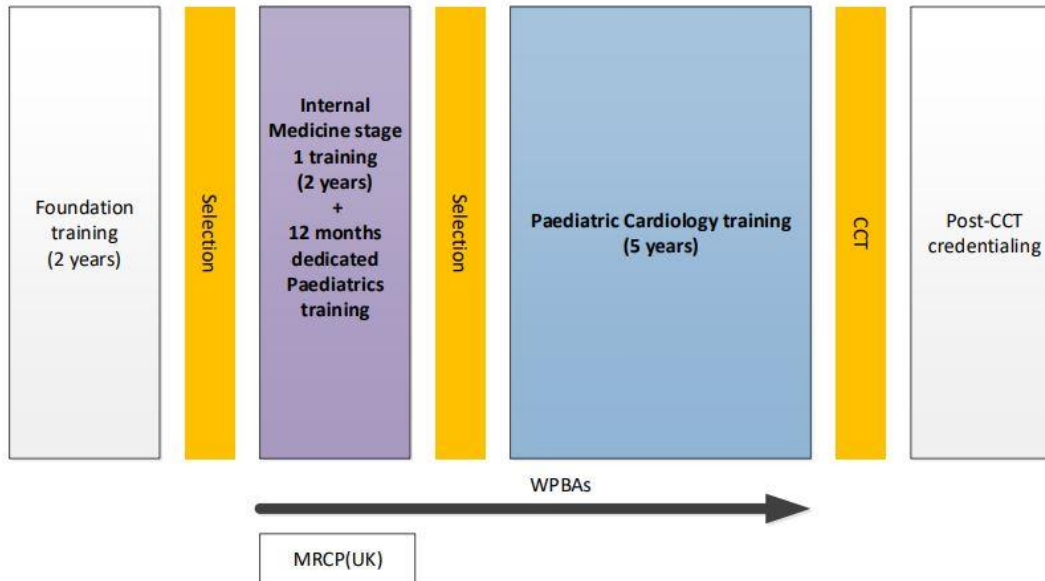 Foundation
training
(2 years)
Selection
Internal
Medicine stage
1 training
(2 years)
+
12 months
dedicated
Paediatrics
training
Selection
Paediatric Cardiology training
(5 years)
CCT
Post-CCT
credentialing
WPBAs
MRCP(UK)